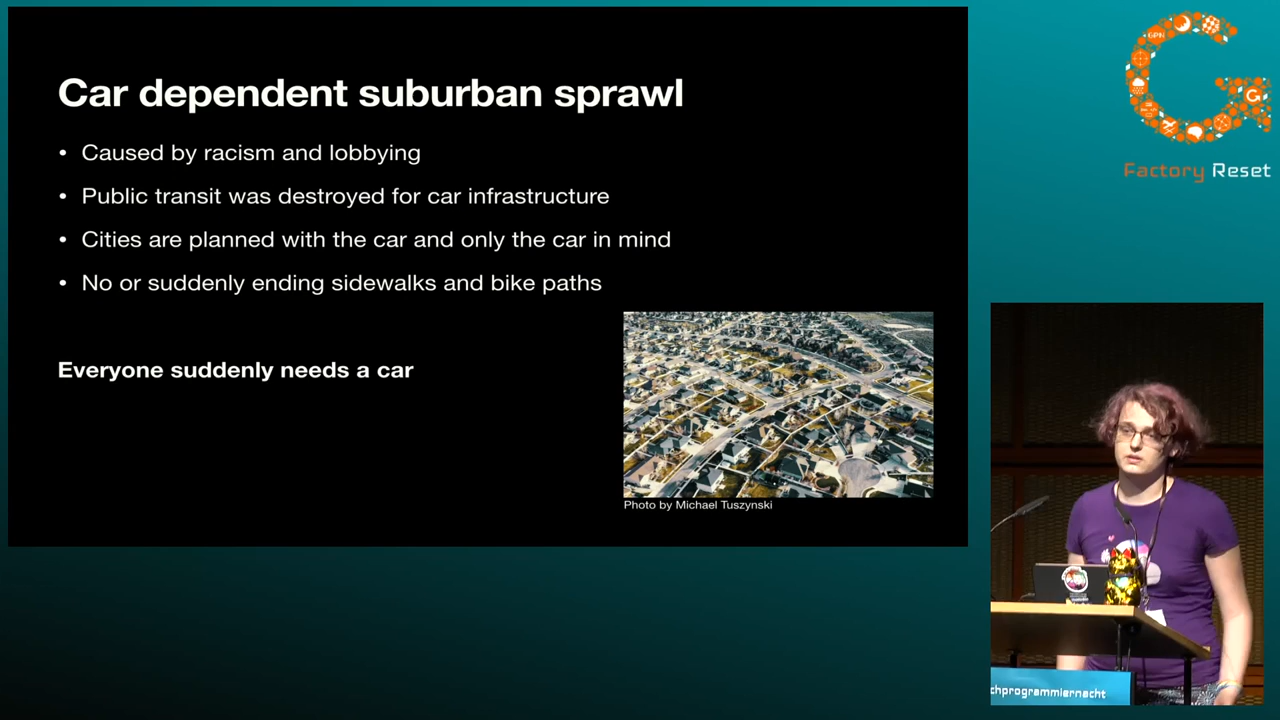 Car dependent suburban sprawl
• Caused by racism and lobbying
• Public transit was destroyed for car infrastructure
• Cities are planned with the car and only the car in mind
• No or suddenly ending sidewalks and bike paths
Everyone suddenly needs a car
Photo by Michael Tuszynski
GPN
G
Factory Reset
chprogrammiernacht